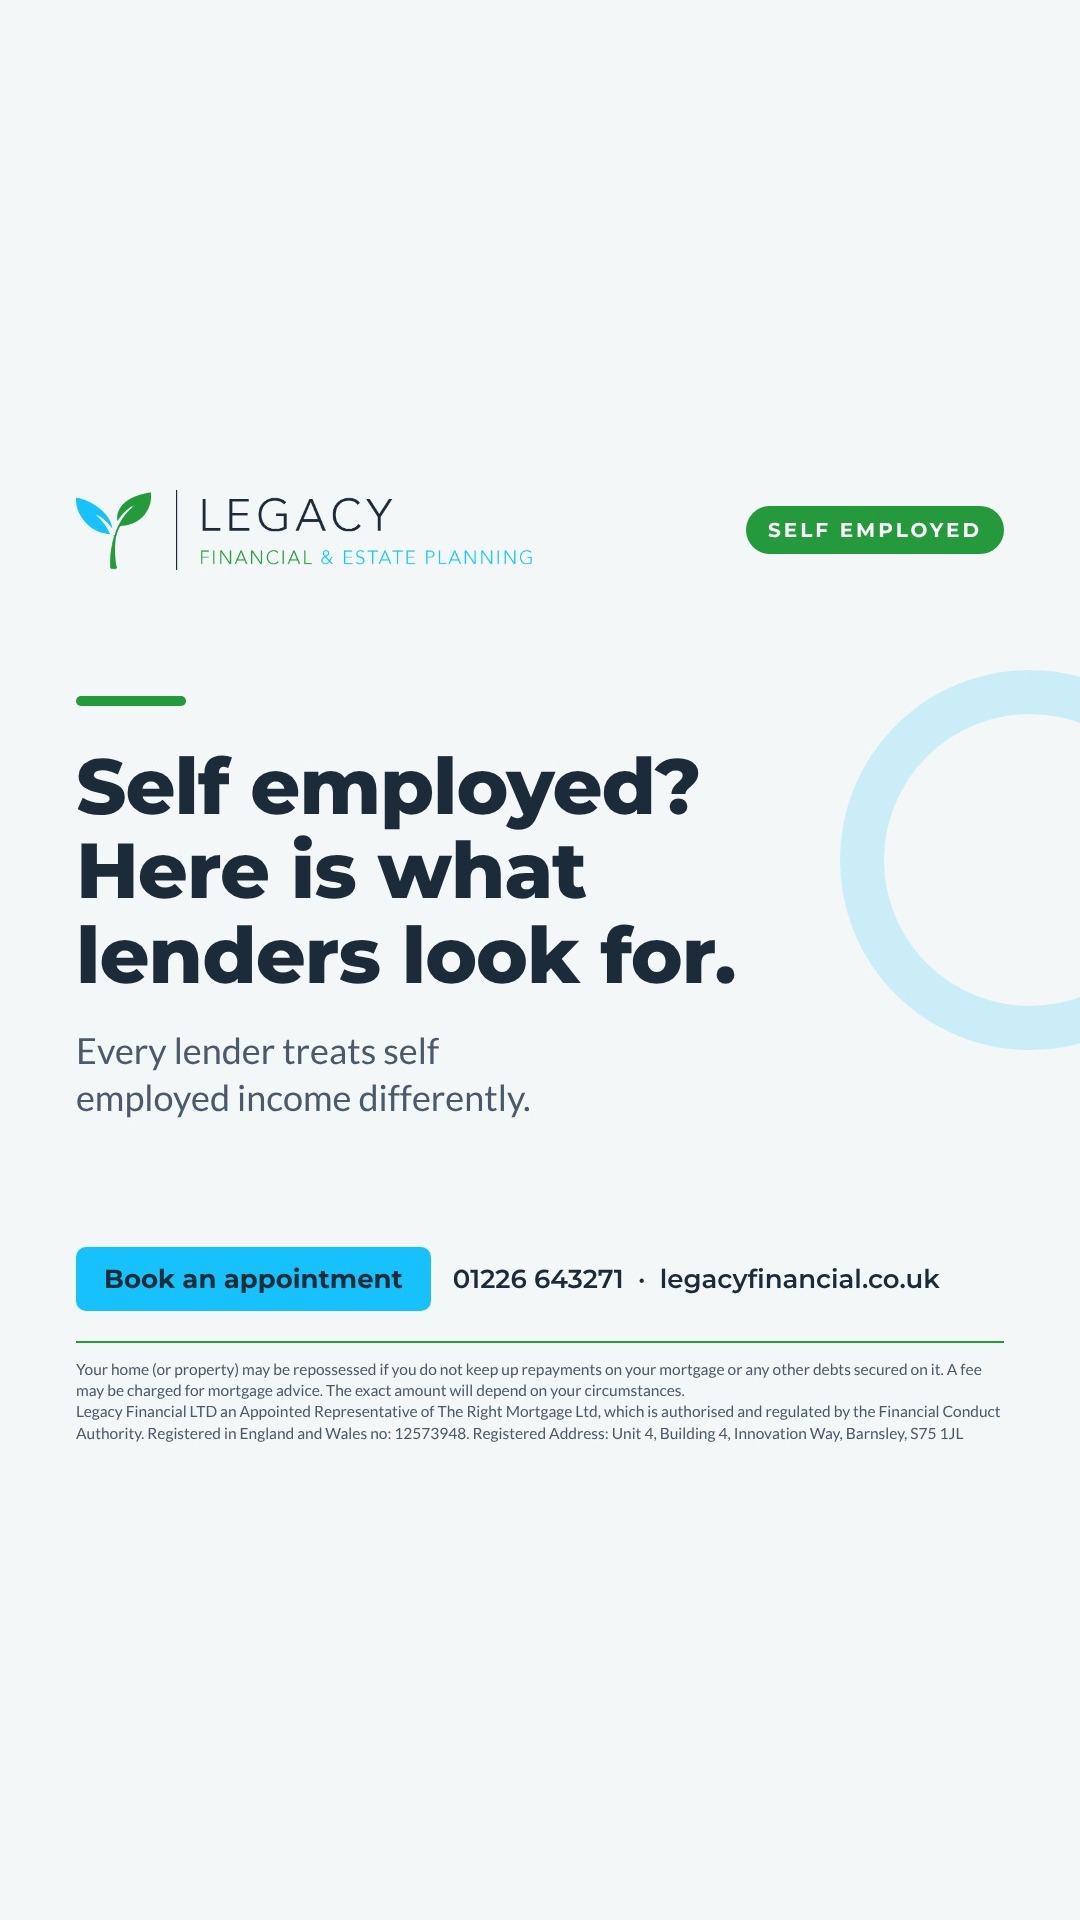 LEGACY
FINANCIAL & ESTATE PLANNING
SELF EMPLOYED
Self employed?
Here is what
lenders look for.
Every lender treats self
employed income differently.
Book an appointment
01226 643271 · legacyfinancial.co.uk
Your home (or property) may be repossessed if you do not keep up repayments on your mortgage or any other debts secured on it. A fee
may be charged for mortgage advice. The exact amount will depend on your circumstances.
Legacy Financial LTD an Appointed Representative of The Right Mortgage Ltd, which is authorised and regulated by the Financial Conduct
Authority. Registered in England and Wales no: 12573948. Registered Address: Unit 4, Building 4, Innovation Way, Barnsley, S75 1JL